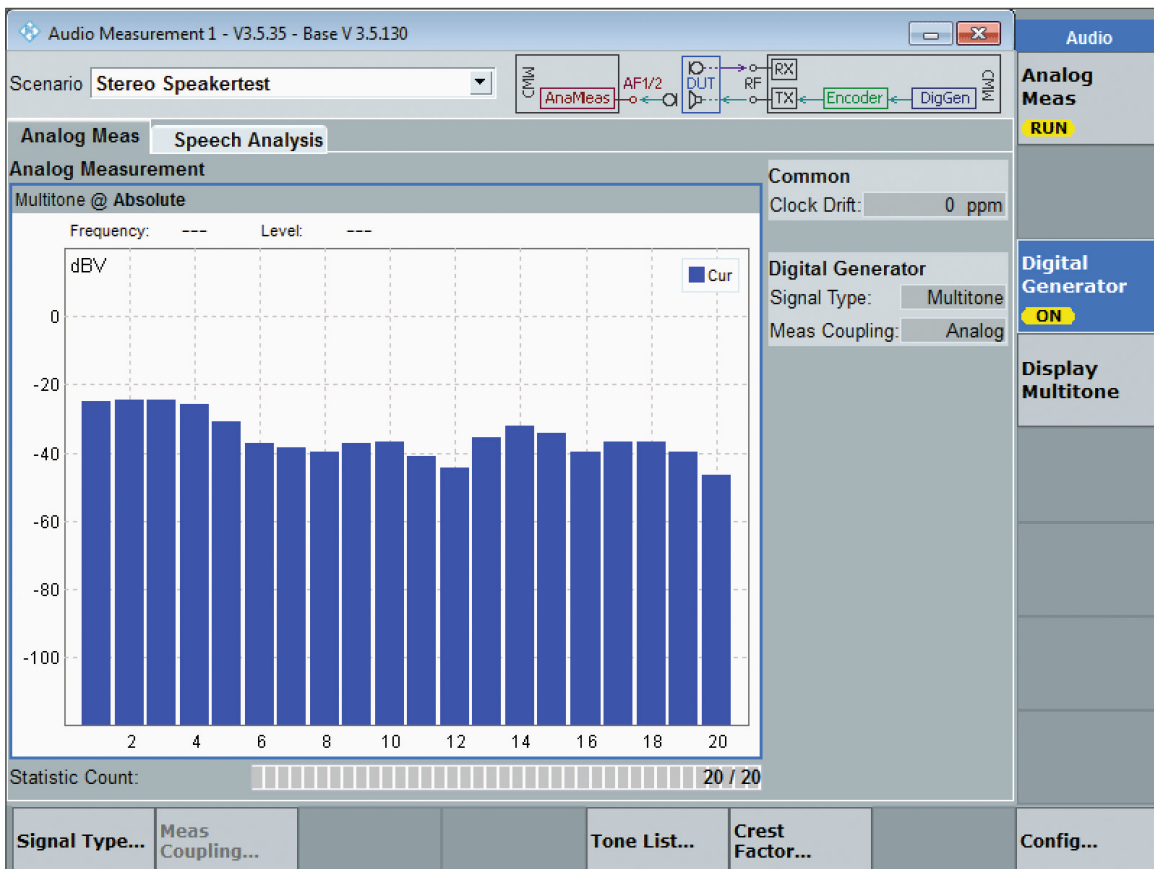 Audio Measurement 1 - V3.5.35 - Base V 3.5.130
Audio
Scenario Stereo Speakertest
CMW AnaMeas AF1/2 DUT RF RX TX Encoder DigGen CMW
Analog Meas
RUN
Analog Meas Speech Analysis
Analog Measurement
Multitone @ Absolute
Frequency: --- Level: ---
dBV
Cur
0
-20
-40
-60
-80
-100
2 4 6 8 10 12 14 16 18 20
Statistic Count: 20 / 20
Common
Clock Drift: 0 ppm
Digital Generator
Signal Type: Multitone
Meas Coupling: Analog
Digital
Generator
ON
Display
Multitone
Signal Type...
Meas
Coupling...
Tone List...
Crest
Factor...
Config...